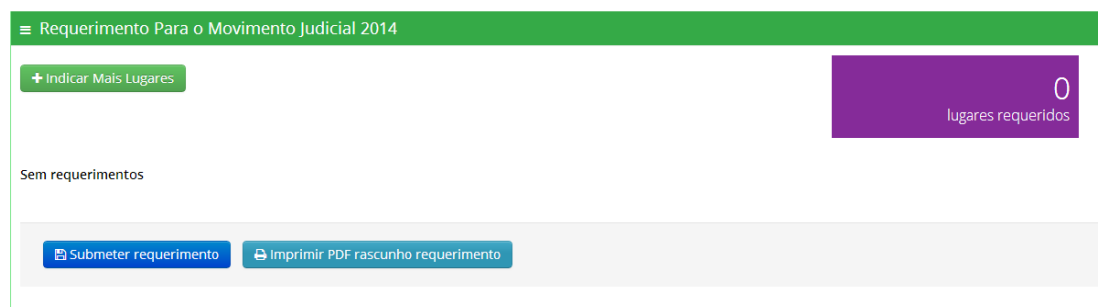 Requerimento Para o Movimento Judicial 2014
Indicar Mais Lugares
0
lugares requeridos
Sem requerimentos
Submeter requerimento
Imprimir PDF rascunho requerimento